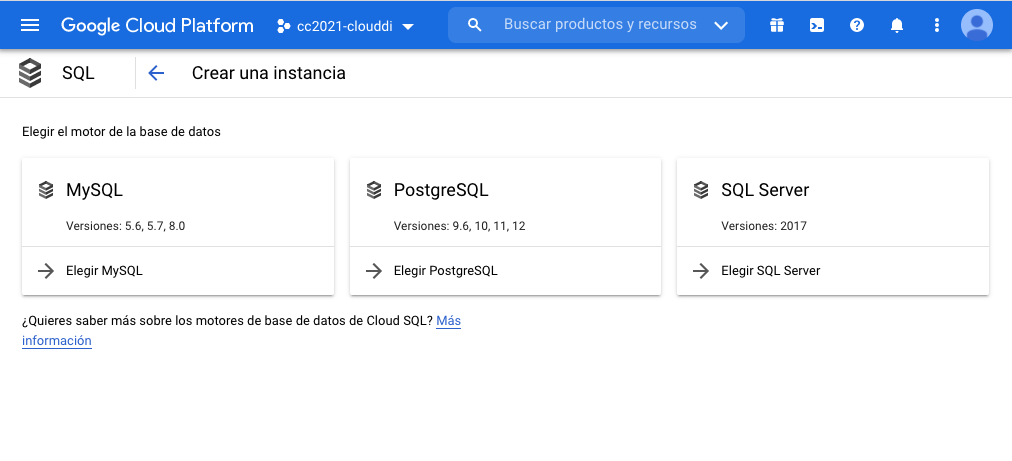 Google Cloud Platform cc2021-clouddi Buscar productos y recursos
SQL Crear una instancia
Elegir el motor de la base de datos
MySQL
Versiones: 5.6, 5.7, 8.0
Elegir MySQL
PostgreSQL
Versiones: 9.6, 10, 11, 12
Elegir PostgreSQL
SQL Server
Versiones: 2017
Elegir SQL Server
¿Quieres saber más sobre los motores de base de datos de Cloud SQL? Más
información